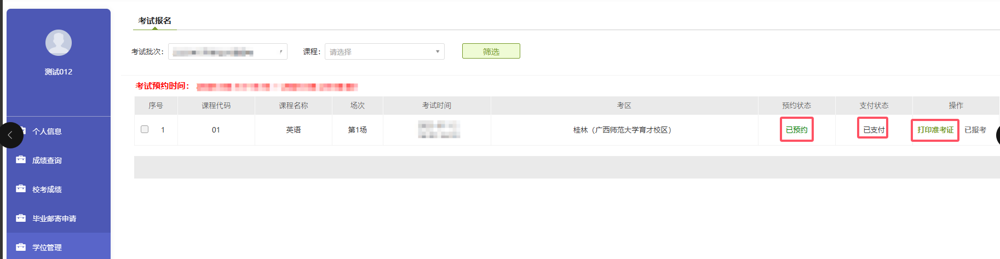 测试012
个人信息
成绩查询
校考成绩
毕业邮寄申请
学位管理
考试报名
考试批次： 课程： 请选择 筛选
考试预约时间：
序号 课程代码 课程名称 场次 考试时间 考区 预约状态 支付状态 操作
1 01 英语 第1场 桂林（广西师范大学育才校区） 已预约 已支付 打印准考证 已报考